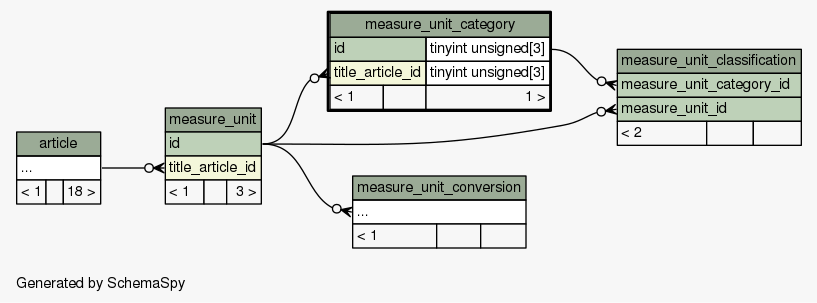 measure_unit_category
id tinyint unsigned[3]
title_article_id tinyint unsigned[3]
< 1 1 >
measure_unit_classification
measure_unit_category_id
measure_unit_id
< 2
measure_unit
id
title_article_id
< 1 3 >
article
...
< 1 18 >
measure_unit_conversion
...
< 1
Generated by SchemaSpy